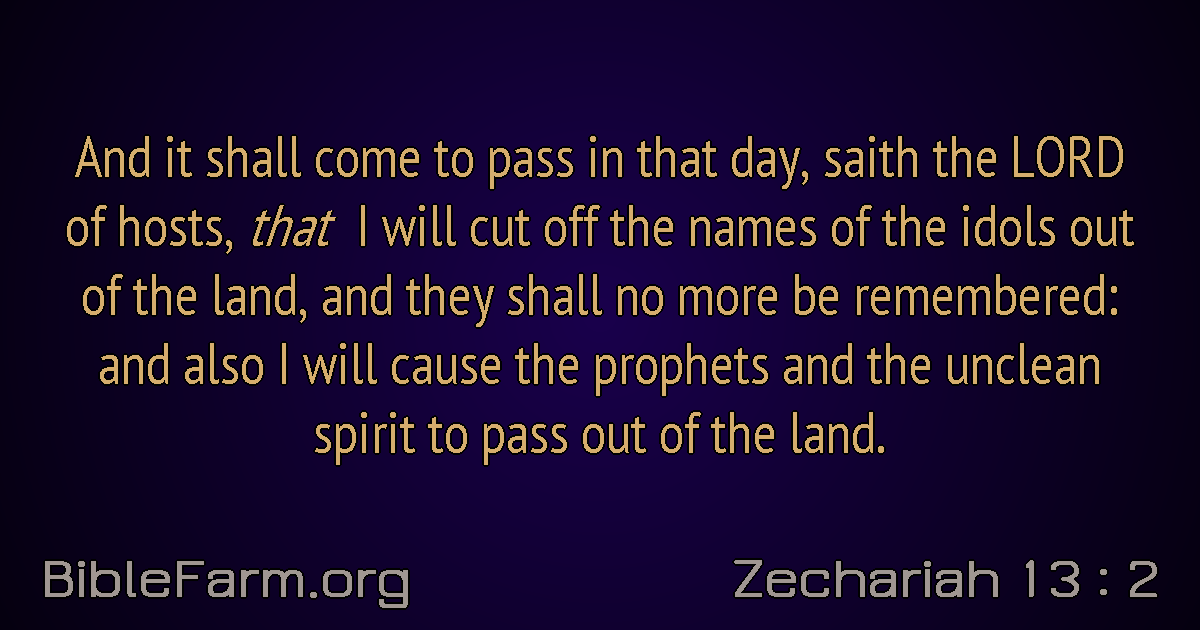 And it shall come to pass in that day, saith the LORD
of hosts, that I will cut off the names of the idols out
of the land, and they shall no more be remembered:
and also I will cause the prophets and the unclean
spirit to pass out of the land.
BibleFarm.org
Zechariah 13 : 2